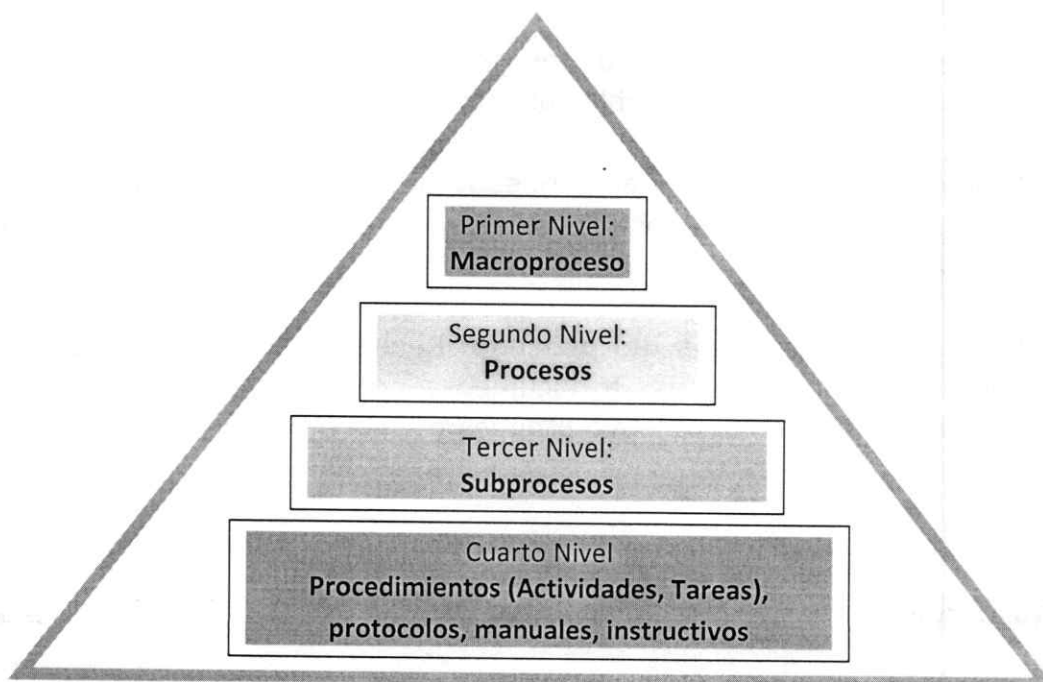 Primer Nivel:
Macroproceso
Segundo Nivel:
Procesos
Tercer Nivel:
Subprocesos
Cuarto Nivel
Procedimientos (Actividades, Tareas),
protocolos, manuales, instructivos